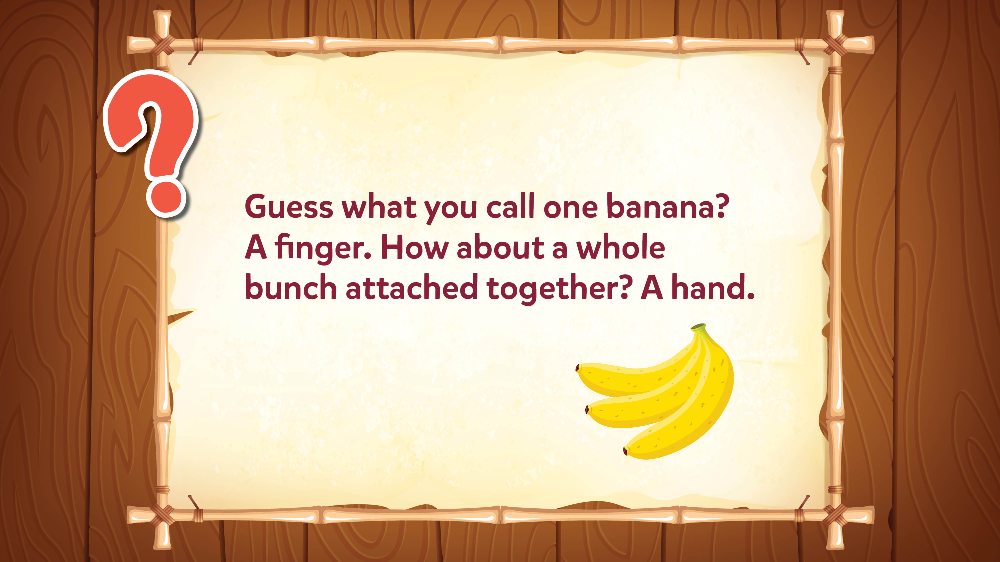 Guess what you call one banana?
A finger. How about a whole
bunch attached together? A hand.